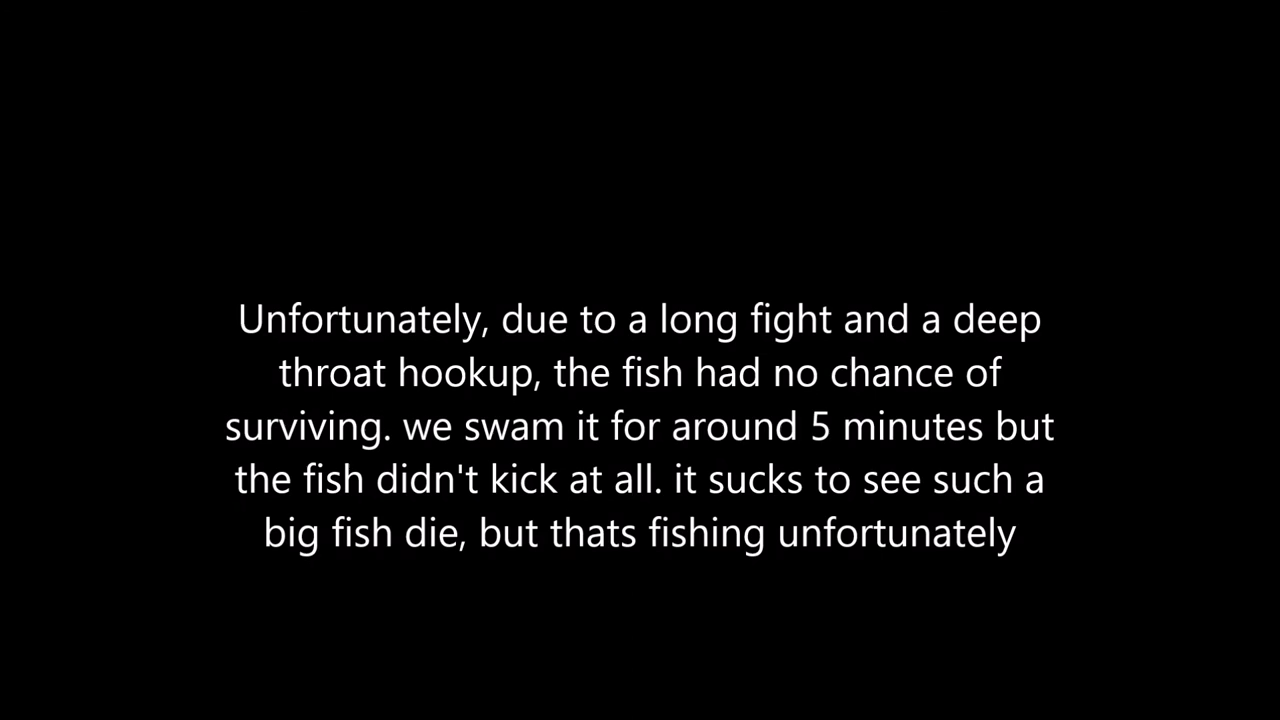 Unfortunately, due to a long fight and a deep
throat hookup, the fish had no chance of
surviving. we swam it for around 5 minutes but
the fish didn't kick at all. it sucks to see such a
big fish die, but thats fishing unfortunately